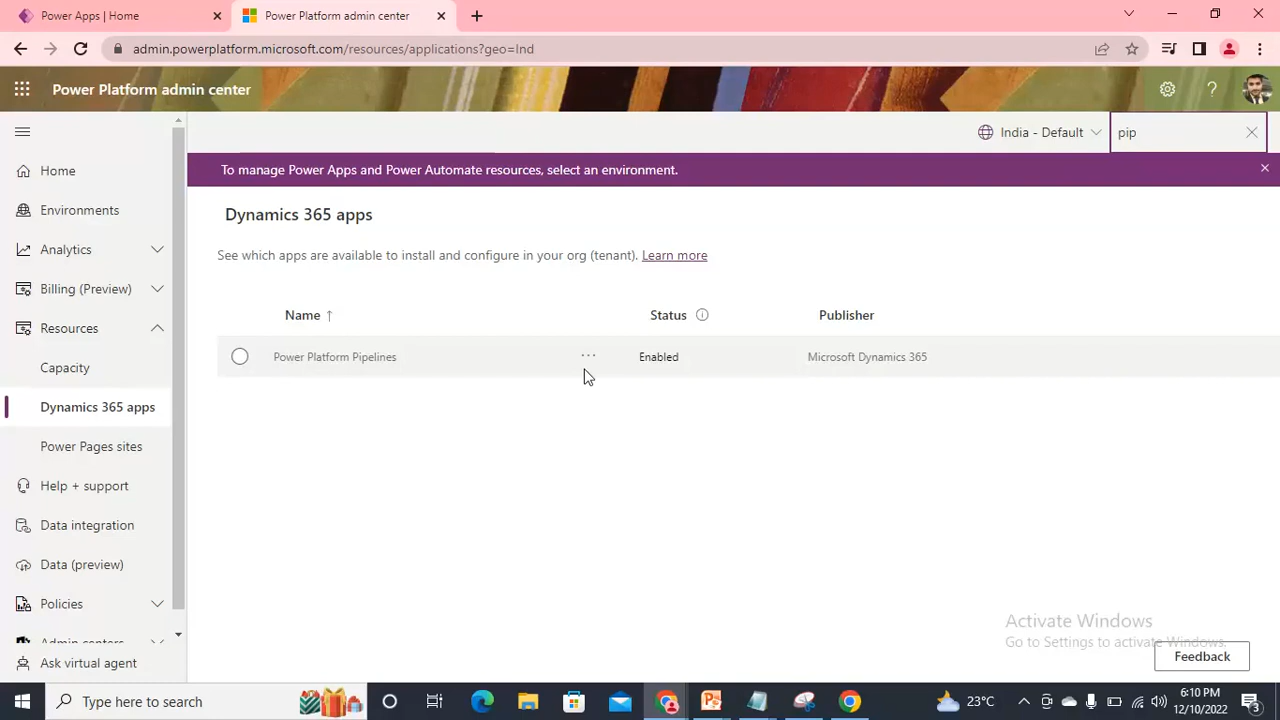 Power Apps | Home
Power Platform admin center
admin.powerplatform.microsoft.com/resources/applications?geo=Ind
Power Platform admin center
India - Default
pip
To manage Power Apps and Power Automate resources, select an environment.
Home
Environments
Analytics
Billing (Preview)
Resources
Capacity
Dynamics 365 apps
Power Pages sites
Help + support
Data integration
Data (preview)
Policies
Admin centers
Ask virtual agent
Dynamics 365 apps
See which apps are available to install and configure in your org (tenant). Learn more
Name ↑ Status Publisher
Power Platform Pipelines ... Enabled Microsoft Dynamics 365
Activate Windows
Go to Settings to activate Windows.
Feedback
Type here to search
23°C
6:10 PM
12/10/2022
3